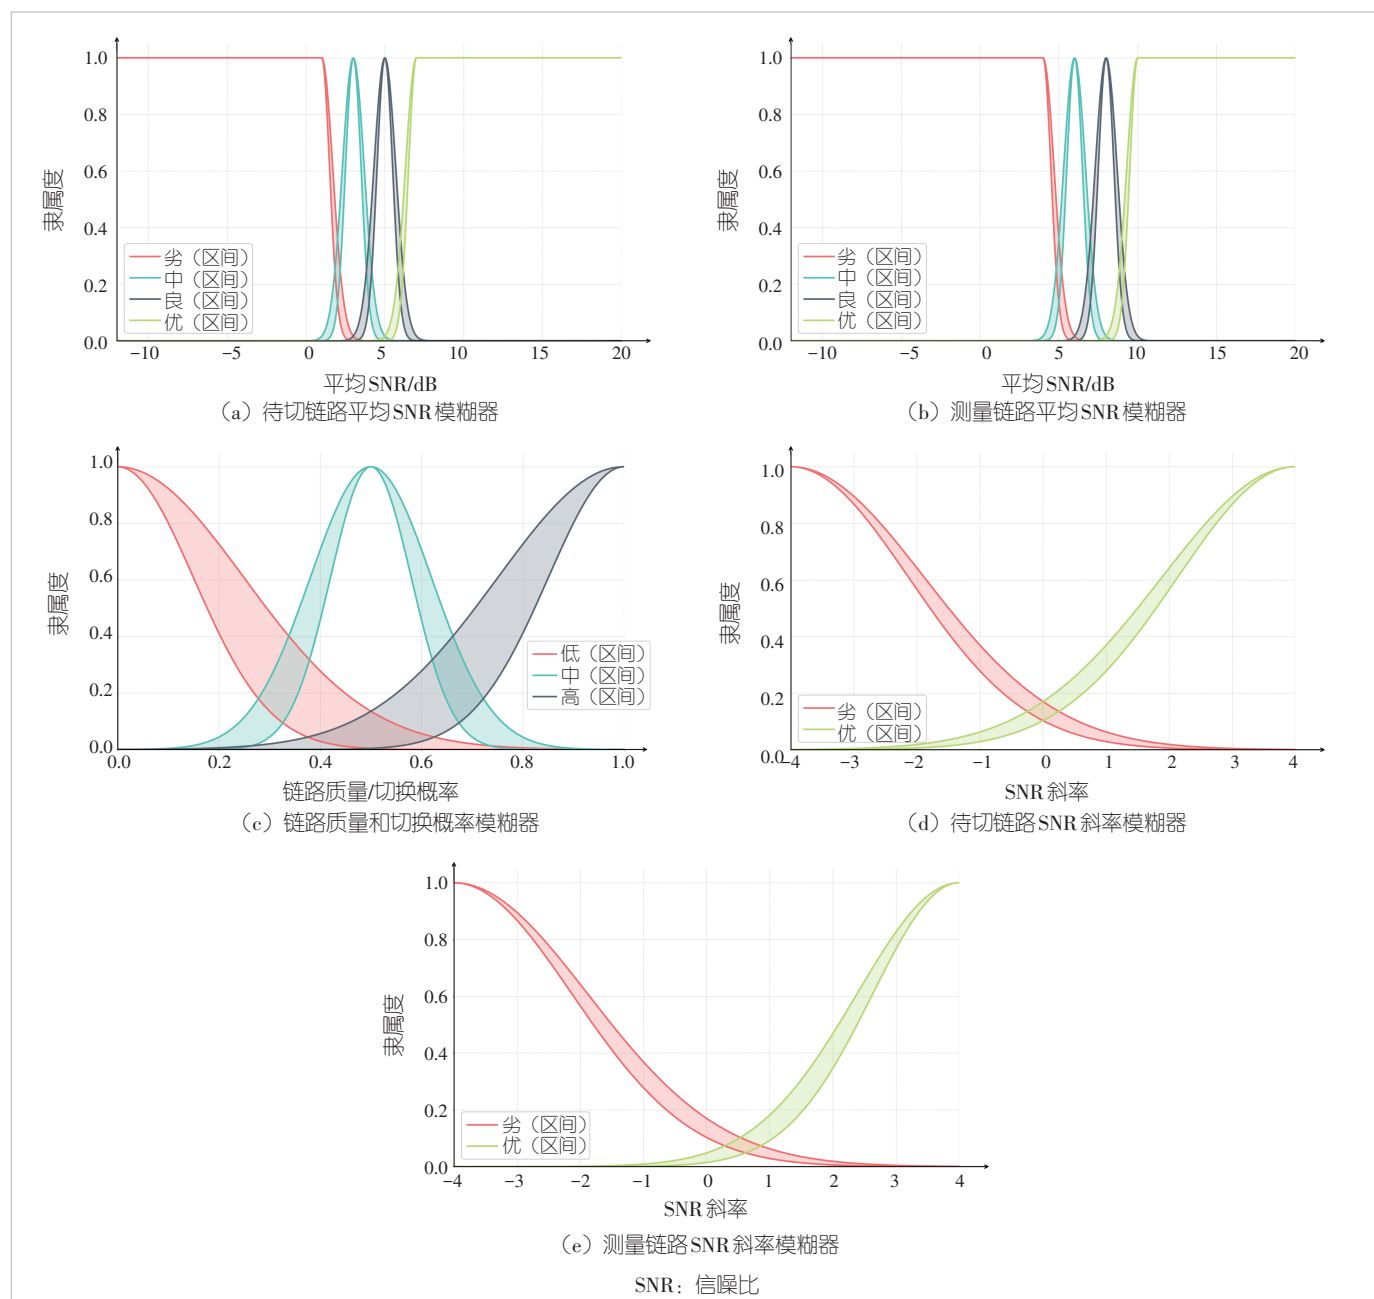 1.0
0.8
0.6
0.4
0.2
0.0
隶属度
劣（区间）
中（区间）
良（区间）
优（区间）
−10 −5 0 5 10 15 20
平均SNR/dB
（a）待切链路平均SNR模糊器
1.0
0.8
0.6
0.4
0.2
0.0
隶属度
劣（区间）
中（区间）
良（区间）
优（区间）
−10 −5 0 5 10 15 20
平均SNR/dB
（b）测量链路平均SNR模糊器
1.0
0.8
0.6
0.4
0.2
0.0
隶属度
低（区间）
中（区间）
高（区间）
0.0 0.2 0.4 0.6 0.8 1.0
链路质量/切换概率
（c）链路质量和切换概率模糊器
1.0
0.8
0.6
0.4
0.2
0.0
隶属度
劣（区间）
优（区间）
−4 −3 −2 −1 0 1 2 3 4
SNR斜率
（d）待切链路SNR斜率模糊器
1.0
0.8
0.6
0.4
0.2
0.0
隶属度
劣（区间）
优（区间）
−4 −3 −2 −1 0 1 2 3 4
SNR斜率
（e）测量链路SNR斜率模糊器
SNR：信噪比